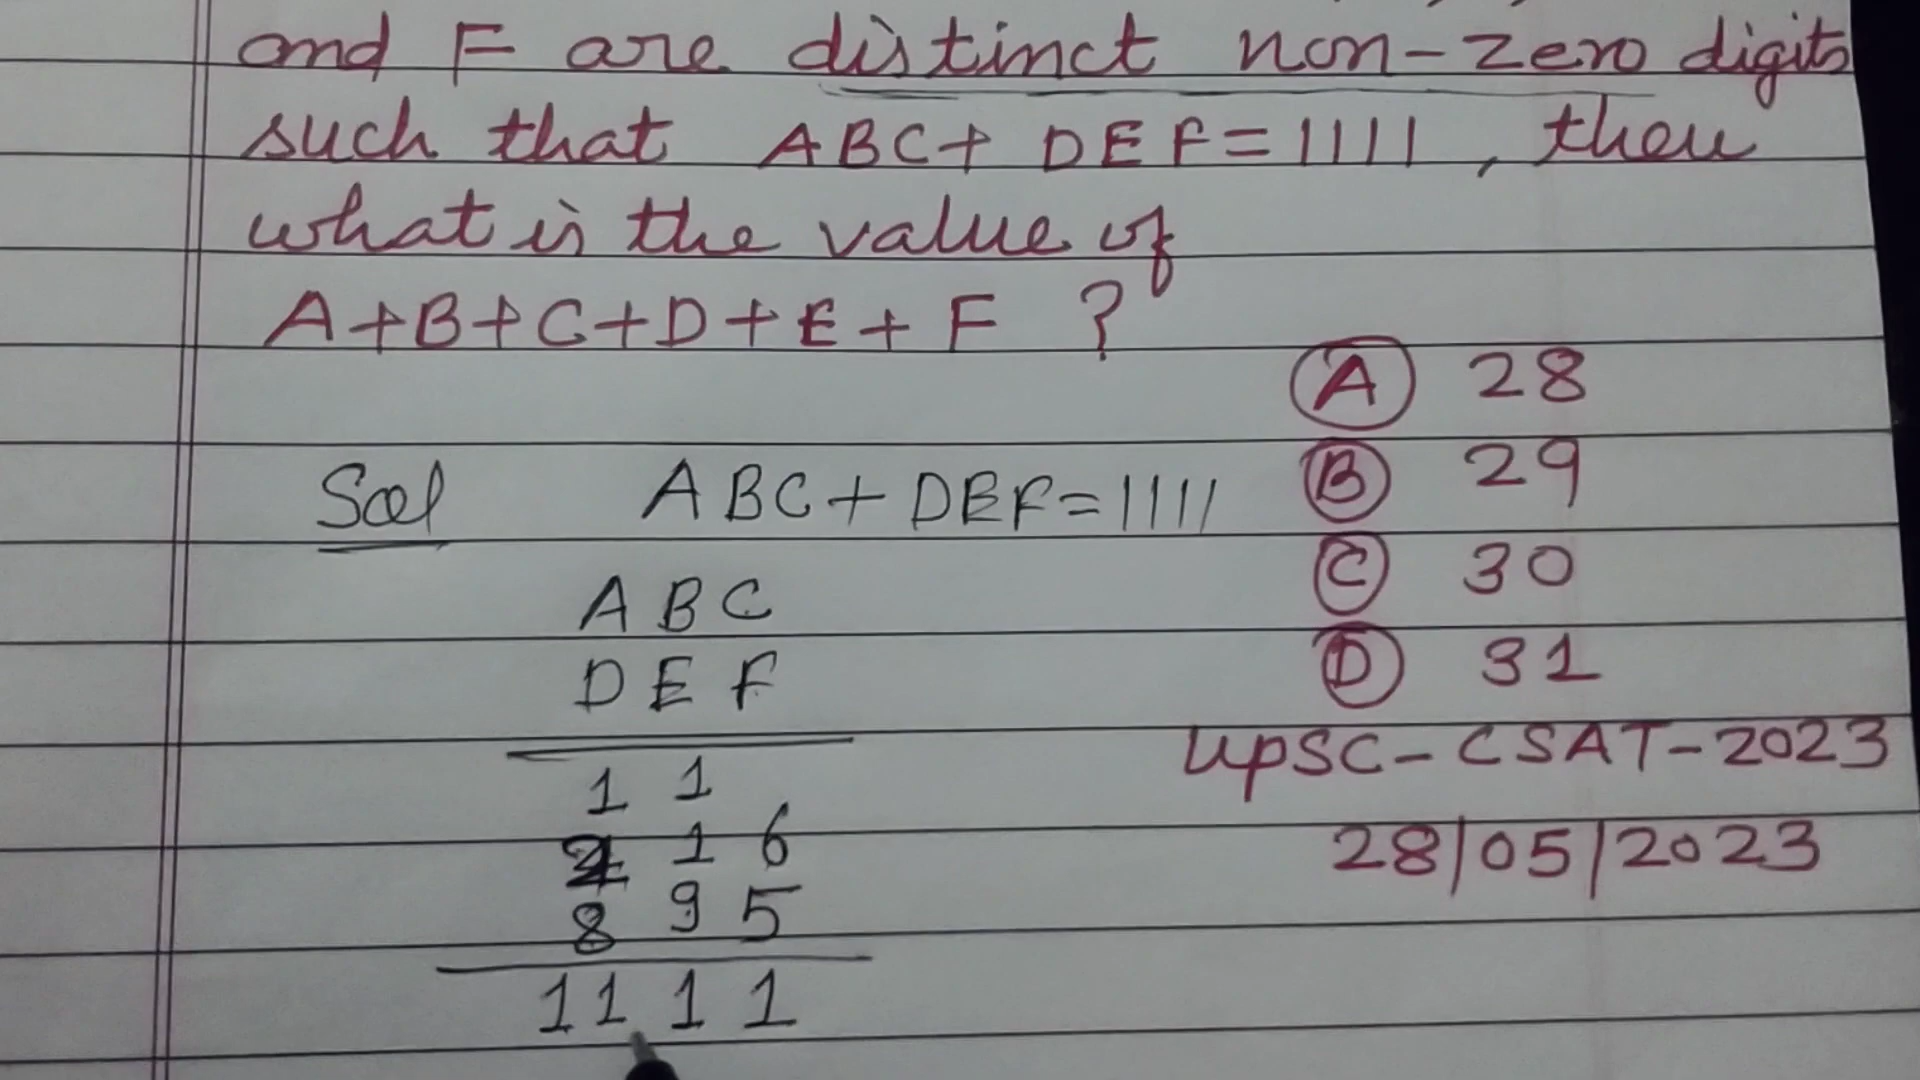 and F are distinct non-zero digits
such that ABC+ DEF=1111, then
what is the value of
A+B+C+D+E+F ?
A 28
B 29
C 30
D 31
Sol ABC+DEF=1111
ABC
DEF
1 1
2 1 6
8 9 5
1 1 1 1
UPSC-CSAT-2023
28/05/2023